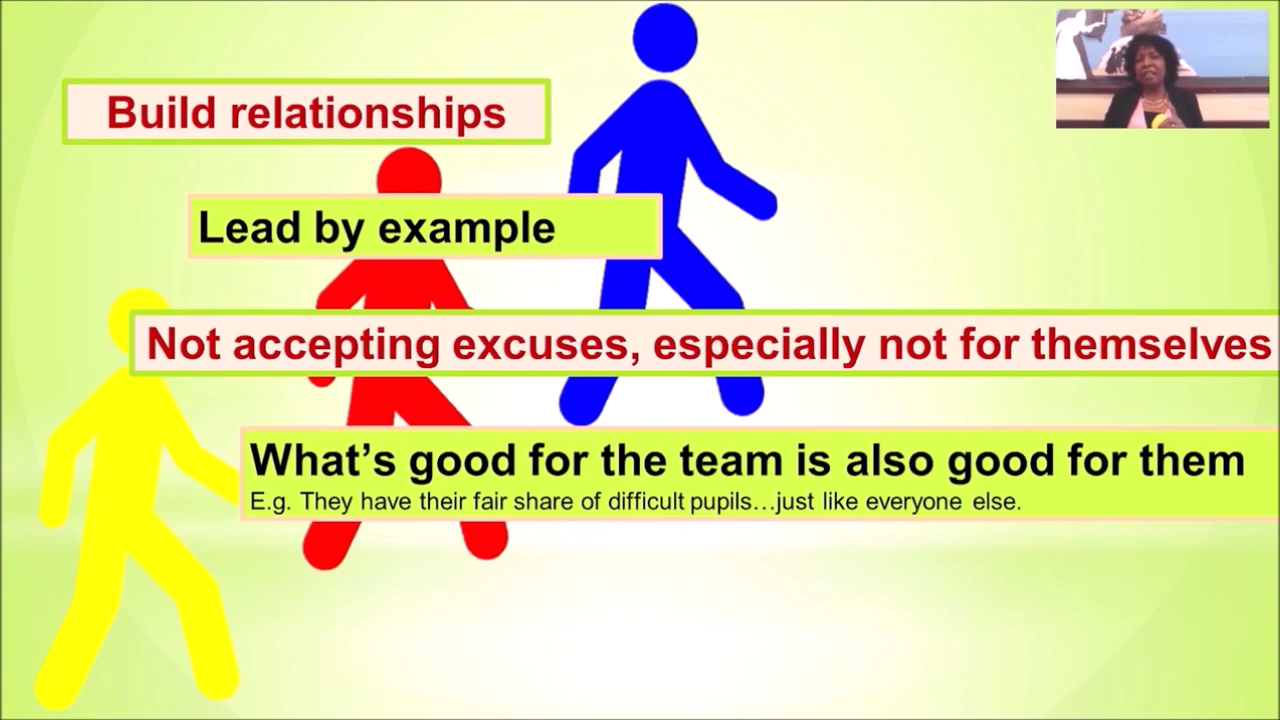 Build relationships
Lead by example
Not accepting excuses, especially not for themselves
What’s good for the team is also good for them
E.g. They have their fair share of difficult pupils…just like everyone else.